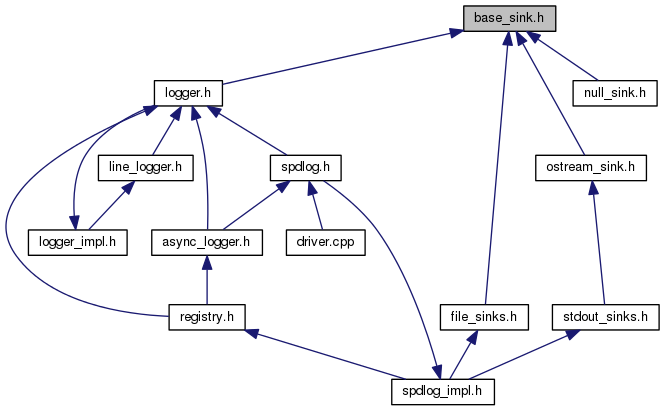 base_sink.h
logger.h
null_sink.h
line_logger.h
spdlog.h
ostream_sink.h
logger_impl.h
async_logger.h
driver.cpp
registry.h
file_sinks.h
stdout_sinks.h
spdlog_impl.h